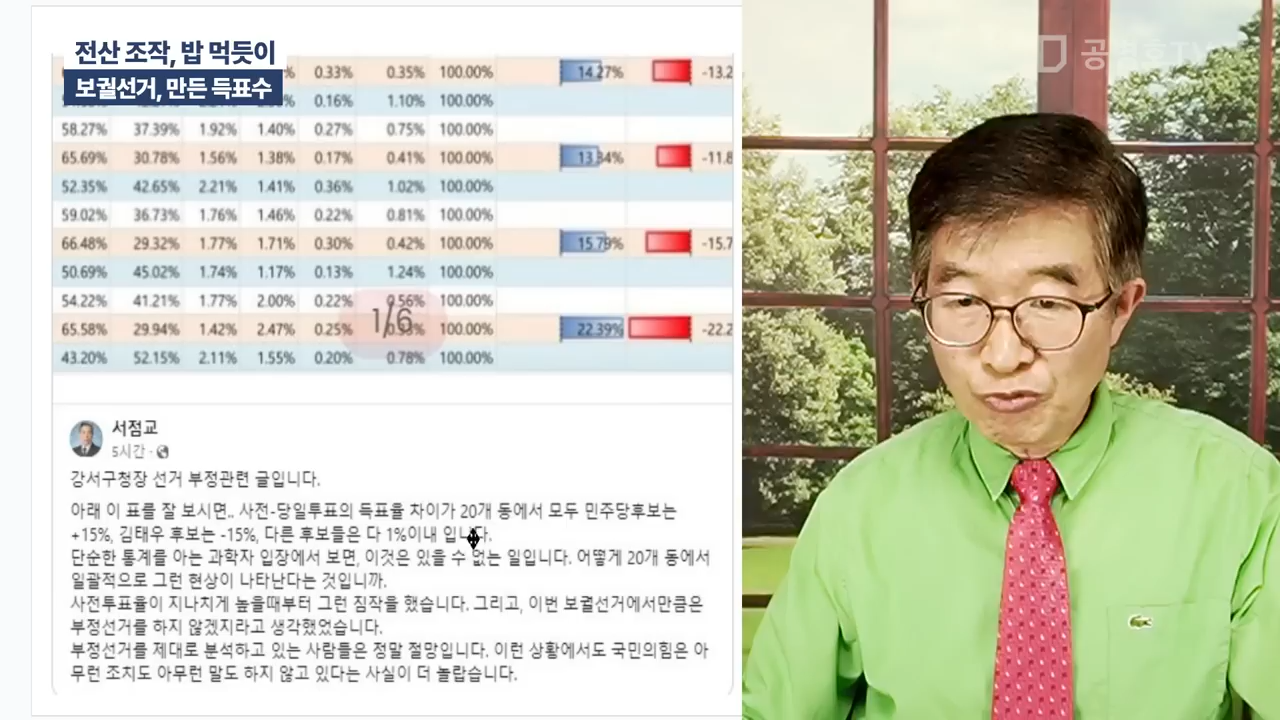 전산 조작, 밥 먹듯이
보궐선거, 만든 득표수
공병호TV
0.33% 0.35% 100.00% 14.27% -13.2
0.16% 1.10% 100.00%
58.27% 37.39% 1.92% 1.40% 0.27% 0.75% 100.00%
65.69% 30.78% 1.56% 1.38% 0.17% 0.41% 100.00% 13.34% -11.8
52.35% 42.65% 2.21% 1.41% 0.36% 1.02% 100.00%
59.02% 36.73% 1.76% 1.46% 0.22% 0.81% 100.00%
66.48% 29.32% 1.77% 1.71% 0.30% 0.42% 100.00% 15.79% -15.7
50.69% 45.02% 1.74% 1.17% 0.13% 1.24% 100.00%
54.22% 41.21% 1.77% 2.00% 0.22% 0.56% 100.00%
1/6
65.58% 29.94% 1.42% 2.47% 0.25% 100.00% 22.39% -22.2
43.20% 52.15% 2.11% 1.55% 0.20% 0.78% 100.00%
서점교
5시간 ·
강서구청장 선거 부정관련 글입니다.
아래 이 표를 잘 보시면.. 사전-당일투표의 득표율 차이가 20개 동에서 모두 민주당후보는
+15%, 김태우 후보는 -15%, 다른 후보들은 다 1%이내 입니다.
단순한 통계를 아는 과학자 입장에서 보면, 이것은 있을 수 없는 일입니다. 어떻게 20개 동에서
일괄적으로 그런 현상이 나타난다는 것입니까.
사전투표율이 지나치게 높을때부터 그런 짐작을 했습니다. 그리고, 이번 보궐선거에서만큼은
부정선거를 하지 않겠지라고 생각했었습니다.
부정선거를 제대로 분석하고 있는 사람들은 정말 절망입니다. 이런 상황에서도 국민의힘은 아
무런 조치도 아무런 말도 하지 않고 있다는 사실이 더 놀랍습니다.